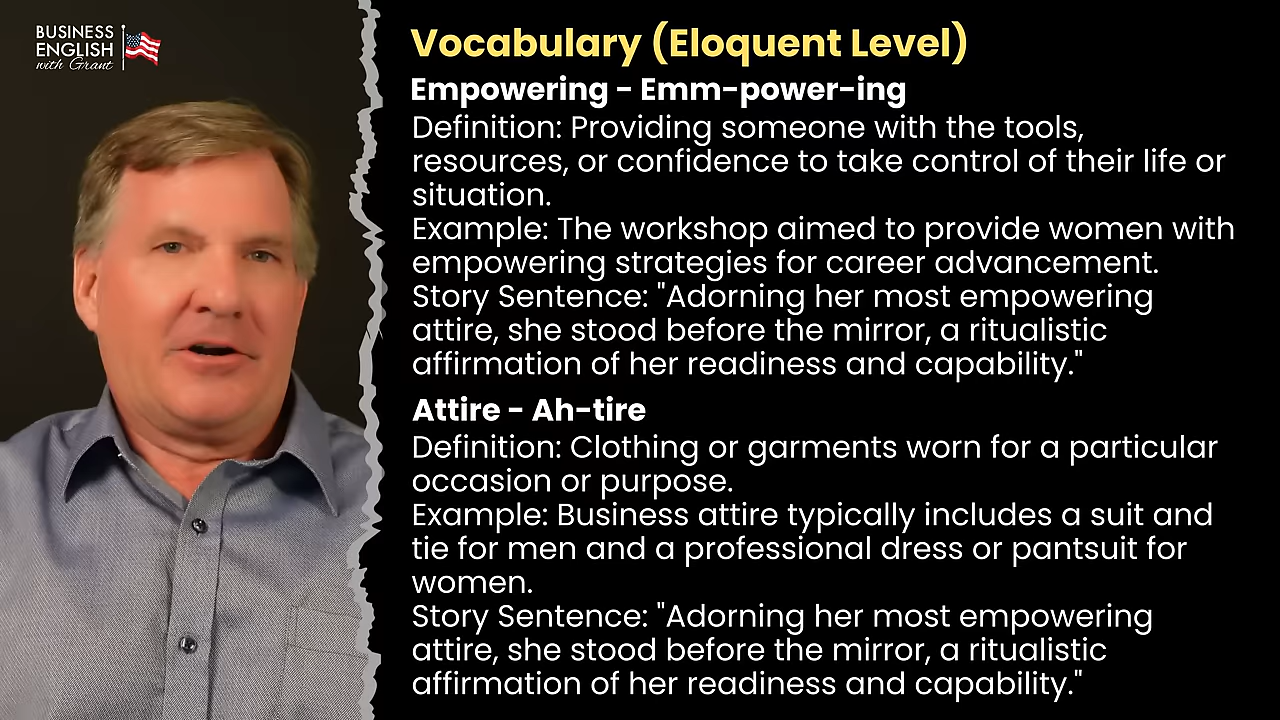 BUSINESS
ENGLISH
with Grant
Vocabulary (Eloquent Level)
Empowering - Emm-power-ing
Definition: Providing someone with the tools,
resources, or confidence to take control of their life or
situation.
Example: The workshop aimed to provide women with
empowering strategies for career advancement.
Story Sentence: "Adorning her most empowering
attire, she stood before the mirror, a ritualistic
affirmation of her readiness and capability."
Attire - Ah-tire
Definition: Clothing or garments worn for a particular
occasion or purpose.
Example: Business attire typically includes a suit and
tie for men and a professional dress or pantsuit for
women.
Story Sentence: "Adorning her most empowering
attire, she stood before the mirror, a ritualistic
affirmation of her readiness and capability."